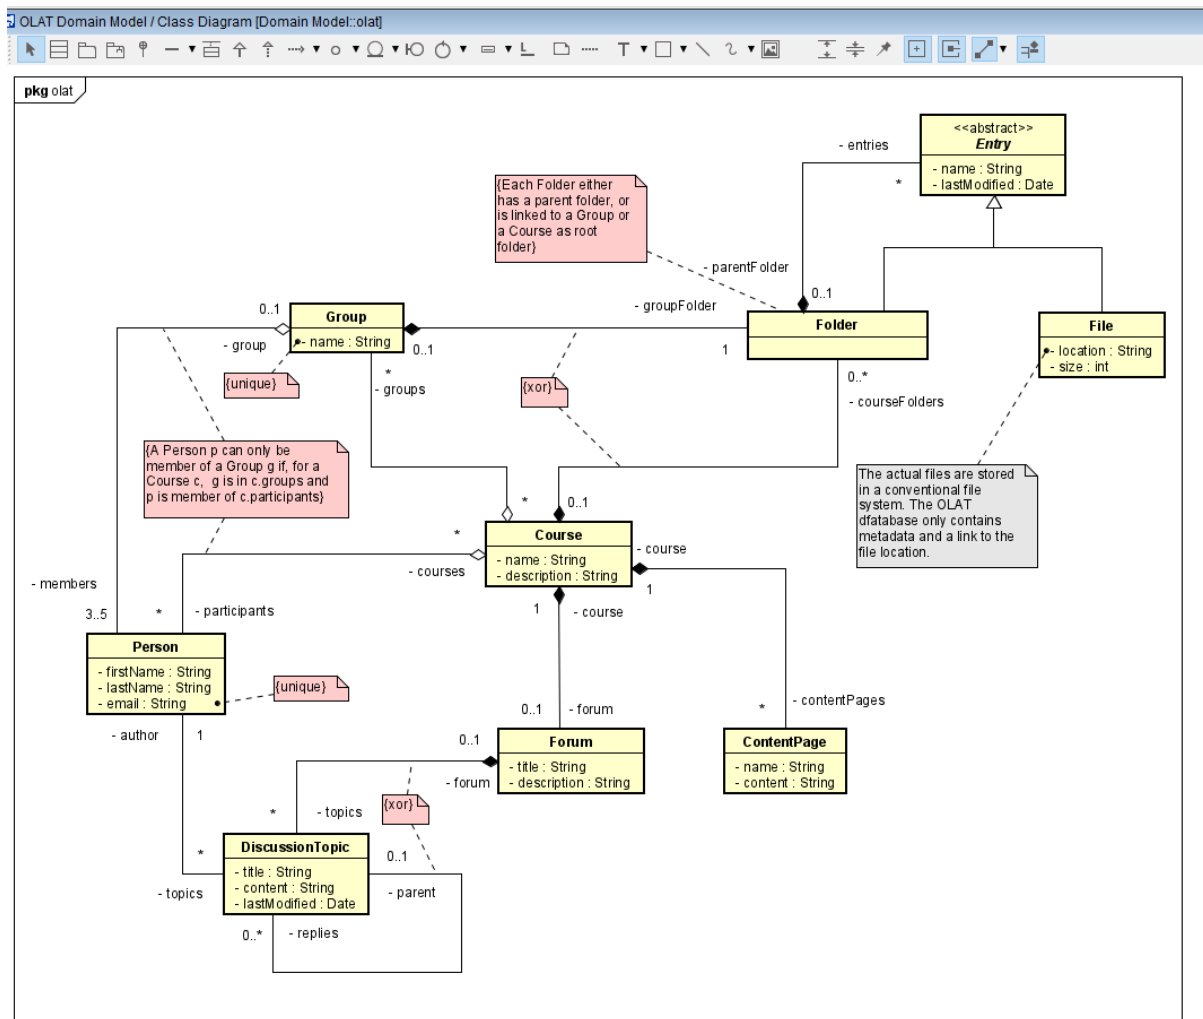 OLAT Domain Model / Class Diagram [Domain Model::olat]
T
pkg olat
<<abstract>>
Entry
- name : String
- lastModified : Date
- entries
*
{Each Folder either
has a parent folder, or
is linked to a Group or
a Course as root
folder}
- parentFolder
0..1
- groupFolder
0..1
Group
- name : String
- group
0..1
1
Folder
File
- location : String
- size : int
{unique}
*
- groups
{xor}
0..*
- courseFolders
{A Person p can only be
member of a Group g if, for a
Course c,  g is in c.groups and
p is member of c.participants}
The actual files are stored
in a conventional file
system. The OLAT
dfatabase only contains
metadata and a link to the
file location.
*
0..1
*
Course
- name : String
- description : String
- course
- courses
1
- members
3..5
*
- participants
1
- course
Person
- firstName : String
- lastName : String
- email : String
{unique}
- author
1
0..1
- forum
*
- contentPages
0..1
Forum
- title : String
- description : String
ContentPage
- name : String
- content : String
- forum
{xor}
*
- topics
DiscussionTopic
- title : String
- content : String
- lastModified : Date
*
- topics
0..1
- parent
0..*
- replies